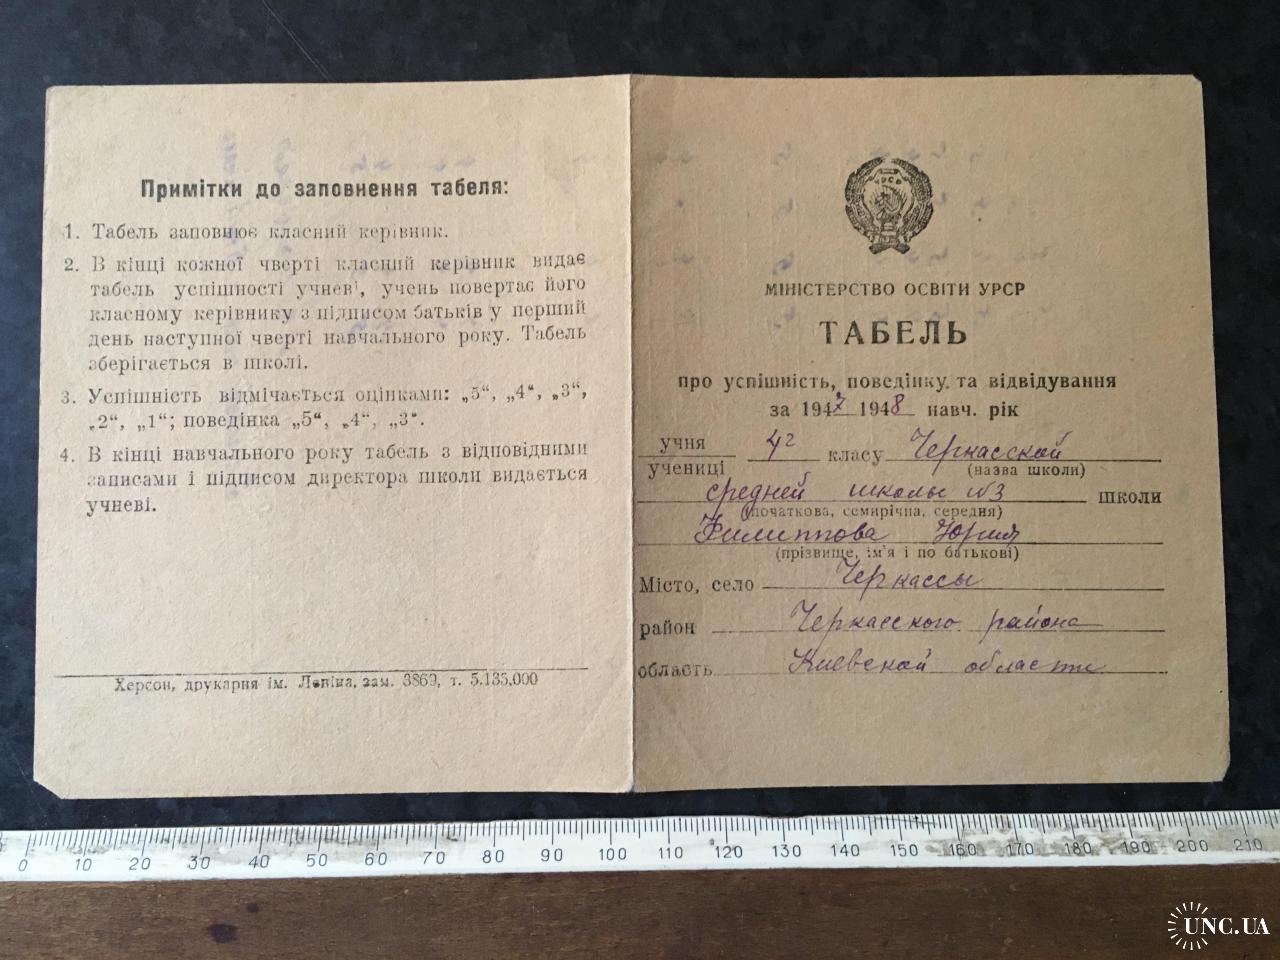 Примітки до заповнення табеля:
1. Табель заповнює класний керівник.
2. В кінці кожної чверті класний керівник видає
табель успішності учнев', учень повертає його
класному керівнику з підписом батьків у перший
день наступної чверті навчального року. Табель
зберігається в школі.
3. Успішність відмічається оцінками: „5“, „4“, „3“,
„2“, „1“; поведінка „5“, „4“, „3“.
4. В кінці навчального року табель з відповідними
записами і підписом директора школи видається
учневі.
Херсон, друкарня ім. Леніна, зам. 3869, т. 5.135.000
УРСР
МІНІСТЕРСТВО ОСВІТИ УРСР
ТАБЕЛЬ
про успішність, поведінку, та відвідування
за 1947 1948 навч. рік
учня
учениці
4г класу Черкасской
(назва школи)
средней школы №3 школи
(початкова, семирічна, середня)
Филиппова Юрия
(прізвище, ім'я і по батькові)
Місто, село Черкассы
район Черкасского района
область Киевской области
0 10 20 30 40 50 60 70 80 90 100 110 120 130 140 150 160 170 180 190 200 210
UNC.UA